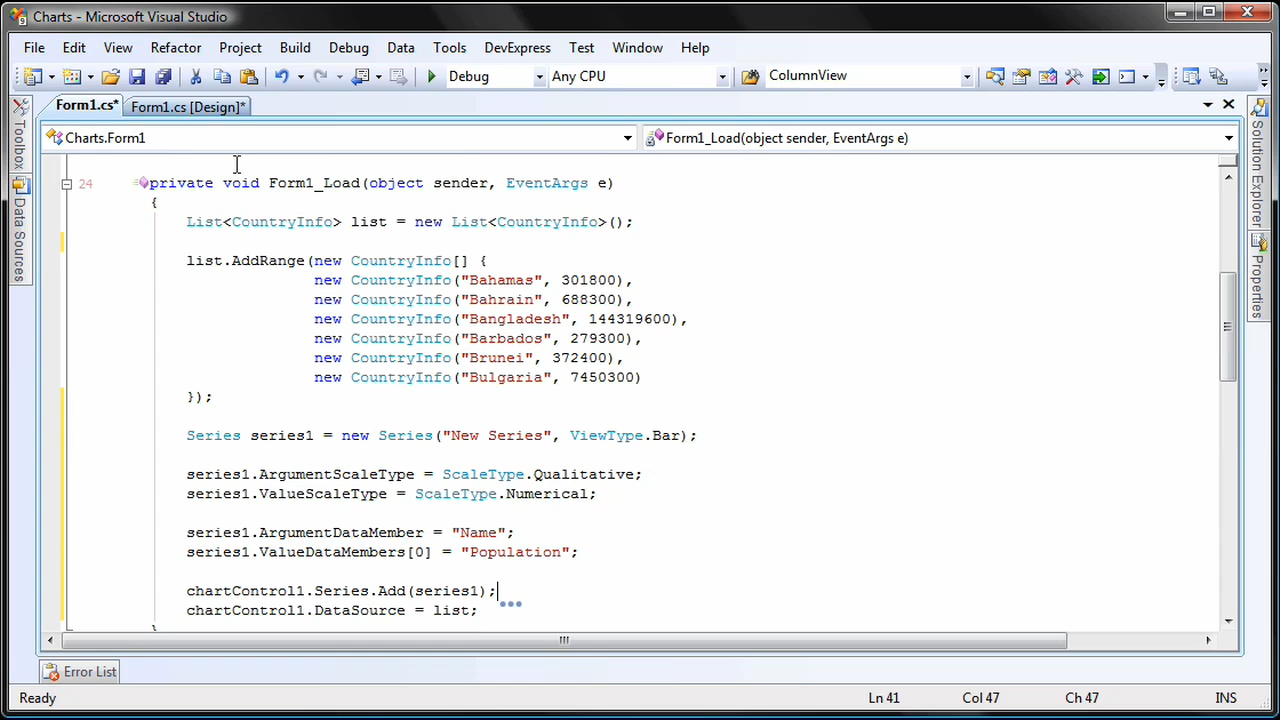 Charts - Microsoft Visual Studio
File Edit View Refactor Project Build Debug Data Tools DevExpress Test Window Help
Debug Any CPU ColumnView
Form1.cs* Form1.cs [Design]*
Charts.Form1 Form1_Load(object sender, EventArgs e)
Toolbox
Data Sources
Solution Explorer
Properties
24 private void Form1_Load(object sender, EventArgs e)
{
List<CountryInfo> list = new List<CountryInfo>();
list.AddRange(new CountryInfo[] {
new CountryInfo("Bahamas", 301800),
new CountryInfo("Bahrain", 688300),
new CountryInfo("Bangladesh", 144319600),
new CountryInfo("Barbados", 279300),
new CountryInfo("Brunei", 372400),
new CountryInfo("Bulgaria", 7450300)
});
Series series1 = new Series("New Series", ViewType.Bar);
series1.ArgumentScaleType = ScaleType.Qualitative;
series1.ValueScaleType = ScaleType.Numerical;
series1.ArgumentDataMember = "Name";
series1.ValueDataMembers[0] = "Population";
chartControl1.Series.Add(series1);
chartControl1.DataSource = list;
}
Error List
Ready Ln 41 Col 47 Ch 47 INS